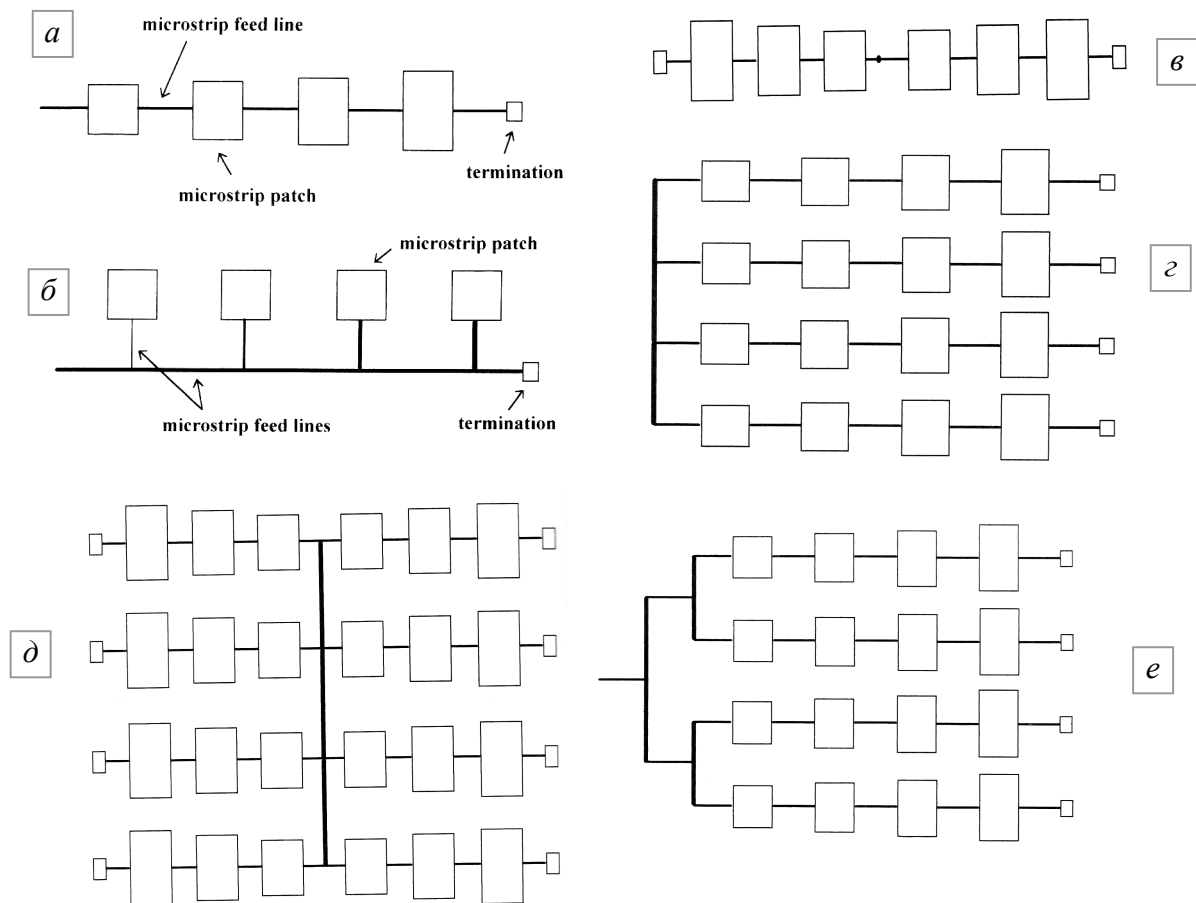 а
microstrip feed line
microstrip patch
termination
б
microstrip patch
microstrip feed lines
termination
в
г
д
е